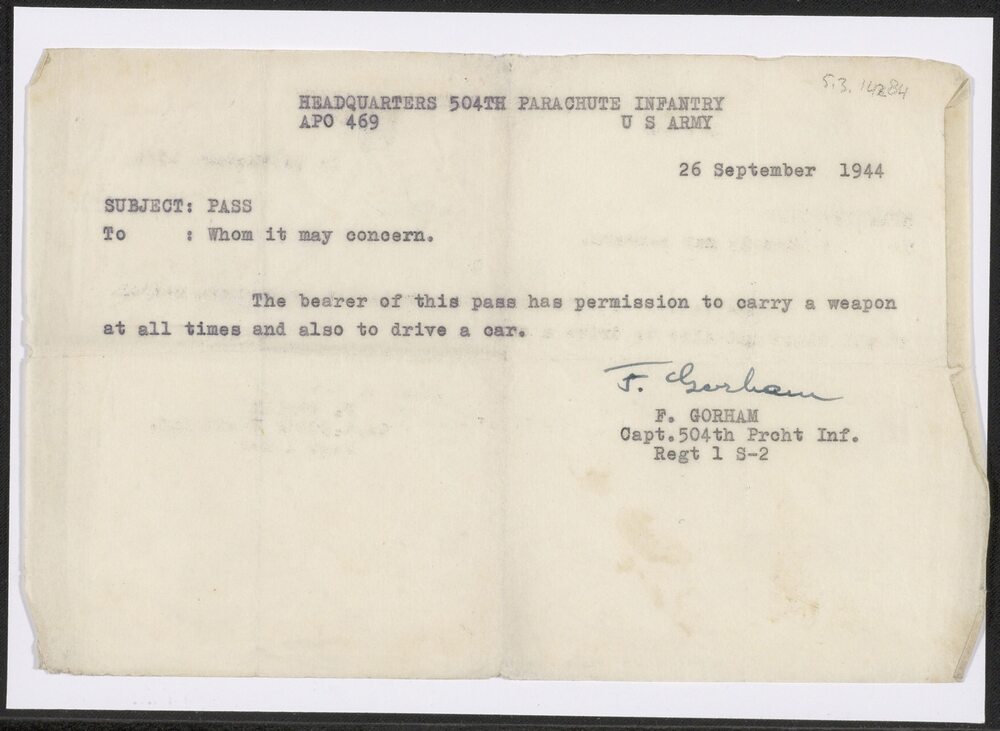 5.3.14284
HEADQUARTERS 504TH PARACHUTE INFANTRY
APO 469 U S ARMY
26 September 1944
SUBJECT: PASS
To : Whom it may concern.
The bearer of this pass has permission to carry a weapon
at all times and also to drive a car.
F. Gorham
F. GORHAM
Capt.504th Prcht Inf.
Regt l S-2